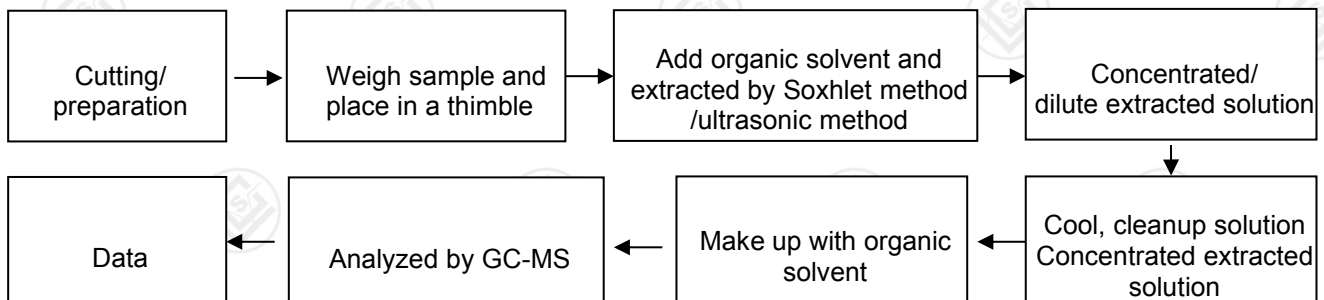 Cutting/
preparation
Weigh sample and
place in a thimble
Add organic solvent and
extracted by Soxhlet method
/ultrasonic method
Concentrated/
dilute extracted solution
Cool, cleanup solution
Concentrated extracted
solution
Make up with organic
solvent
Analyzed by GC-MS
Data